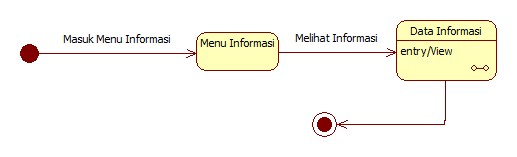 Masuk Menu Informasi
Menu Informasi
Melihat Informasi
Data Informasi
entry/View